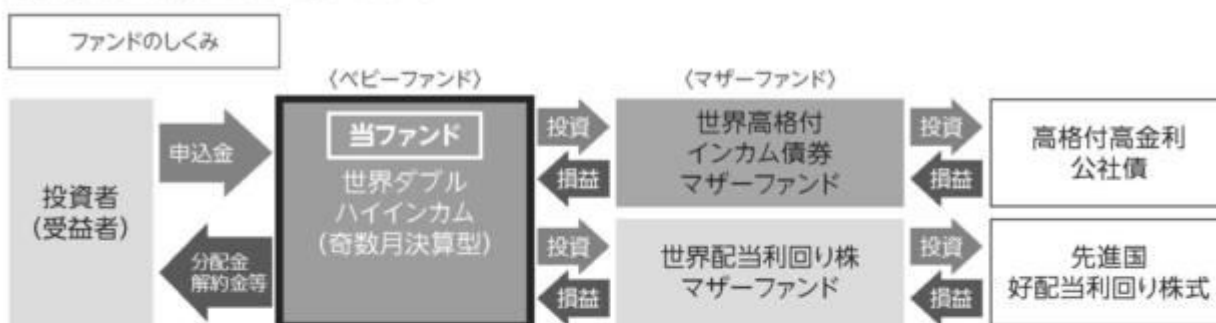 ファンドのしくみ
〈ベビーファンド〉
〈マザーファンド〉
投資者
(受益者)
申込金
分配金
解約金等
当ファンド
世界ダブル
ハイインカム
(奇数月決算型)
投資
損益
投資
損益
世界高格付
インカム債券
マザーファンド
世界配当利回り株
マザーファンド
投資
損益
投資
損益
高格付高金利
公社債
先進国
好配当利回り株式